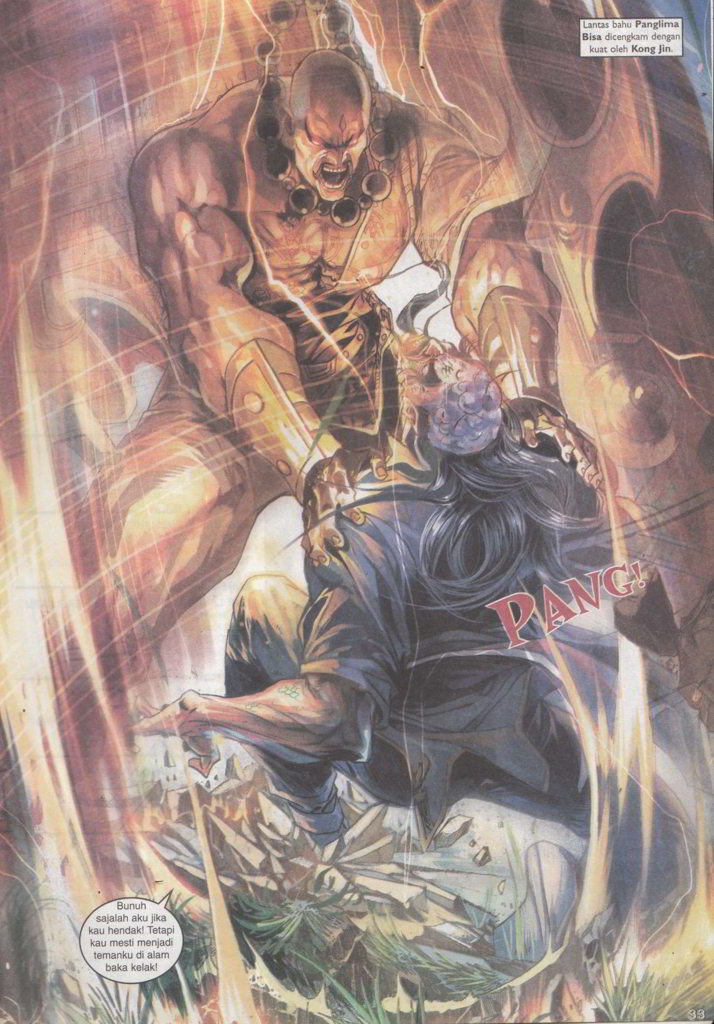 Lantas bahu Panglima
Bisa dicengkam dengan
kuat oleh Kong Jin.
PANG!
Bunuh
sajalah aku jika
kau hendak! Tetapi
kau mesti menjadi
temanku di alam
baka kelak!
33